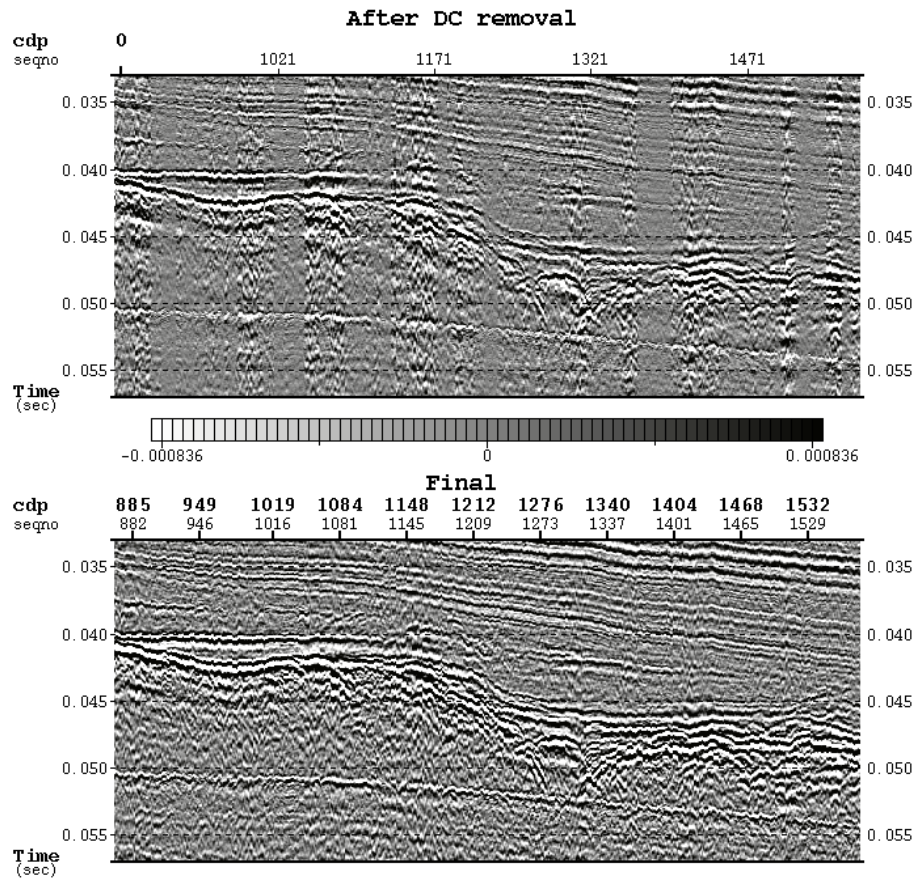 After DC removal
cdp 0
seqno 1021 1171 1321 1471
0.035 0.035
0.040 0.040
0.045 0.045
0.050 0.050
0.055 0.055
Time
(sec)
-0.000836 0 0.000836
Final
cdp 885 949 1019 1084 1148 1212 1276 1340 1404 1468 1532
seqno 882 946 1016 1081 1145 1209 1273 1337 1401 1465 1529
0.035 0.035
0.040 0.040
0.045 0.045
0.050 0.050
0.055 0.055
Time
(sec)